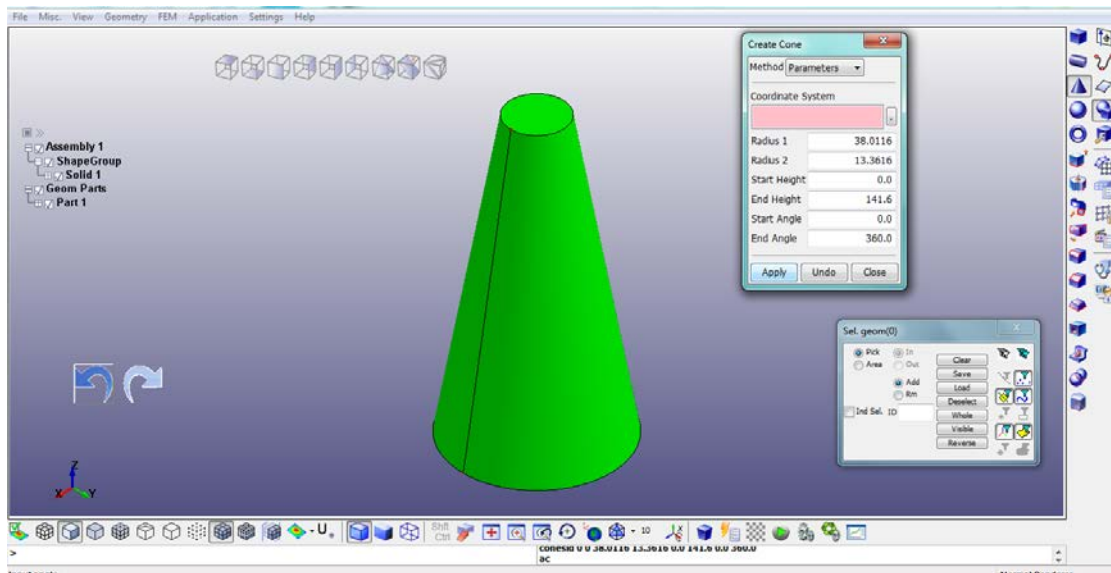 File Misc. View Geometry FEM Application Settings Help
Create Cone
Method Parameters
Coordinate System
Radius 1 38.0116
Radius 2 13.3616
Start Height 0.0
End Height 141.6
Start Angle 0.0
End Angle 360.0
Apply Undo Close
Assembly 1
ShapeGroup
Solid 1
Geom Parts
Part 1
Sel. geom(0)
Pick In Clear
Area Out Save
Add Load
Rm Deselect
Ind Sel. ID Whole
Visible
Reverse
Z
X Y
Shft
Ctrl
10
> conesld 0 0 38.0116 13.3616 0.0 141.6 0.0 360.0
ac